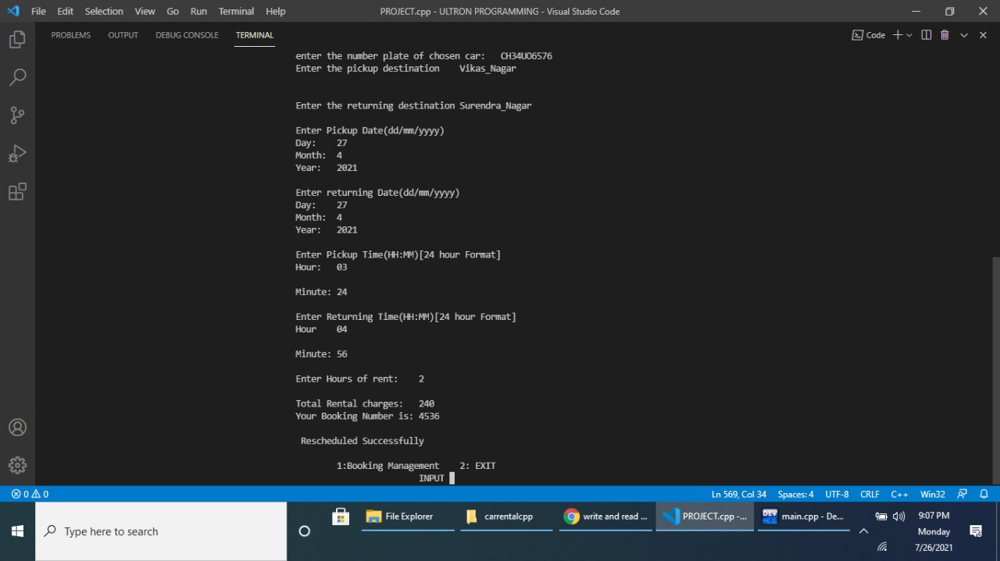 File Edit Selection View Go Run Terminal Help PROJECT.cpp - ULTRON PROGRAMMING - Visual Studio Code
PROBLEMS OUTPUT DEBUG CONSOLE TERMINAL Code
enter the number plate of chosen car: CH34UO6576
Enter the pickup destination Vikas_Nagar
Enter the returning destination Surendra_Nagar
Enter Pickup Date(dd/mm/yyyy)
Day: 27
Month: 4
Year: 2021
Enter returning Date(dd/mm/yyyy)
Day: 27
Month: 4
Year: 2021
Enter Pickup Time(HH:MM)[24 hour Format]
Hour: 03
Minute: 24
Enter Returning Time(HH:MM)[24 hour Format]
Hour 04
Minute: 56
Enter Hours of rent: 2
Total Rental charges: 240
Your Booking Number is: 4536
Rescheduled Successfully
1:Booking Management 2: EXIT
INPUT
0 0 Ln 569, Col 34 Spaces: 4 UTF-8 CRLF C++ Win32
Type here to search File Explorer carrentalcpp write and read ... PROJECT.cpp -... DEV main.cpp - De...
9:07 PM
Monday
7/26/2021